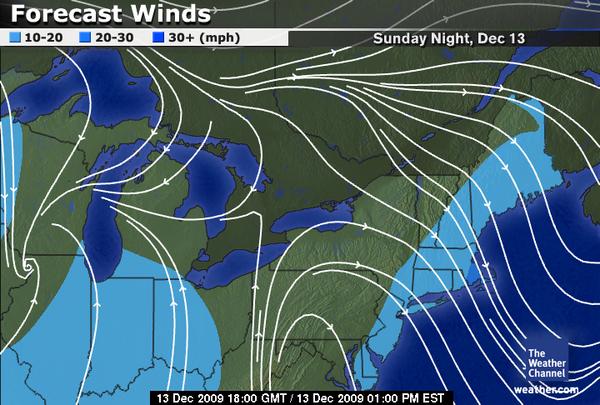 Forecast Winds
10-20 20-30 30+ (mph)
Sunday Night, Dec 13
The
Weather
Channel
weather.com
13 Dec 2009 18:00 GMT / 13 Dec 2009 01:00 PM EST